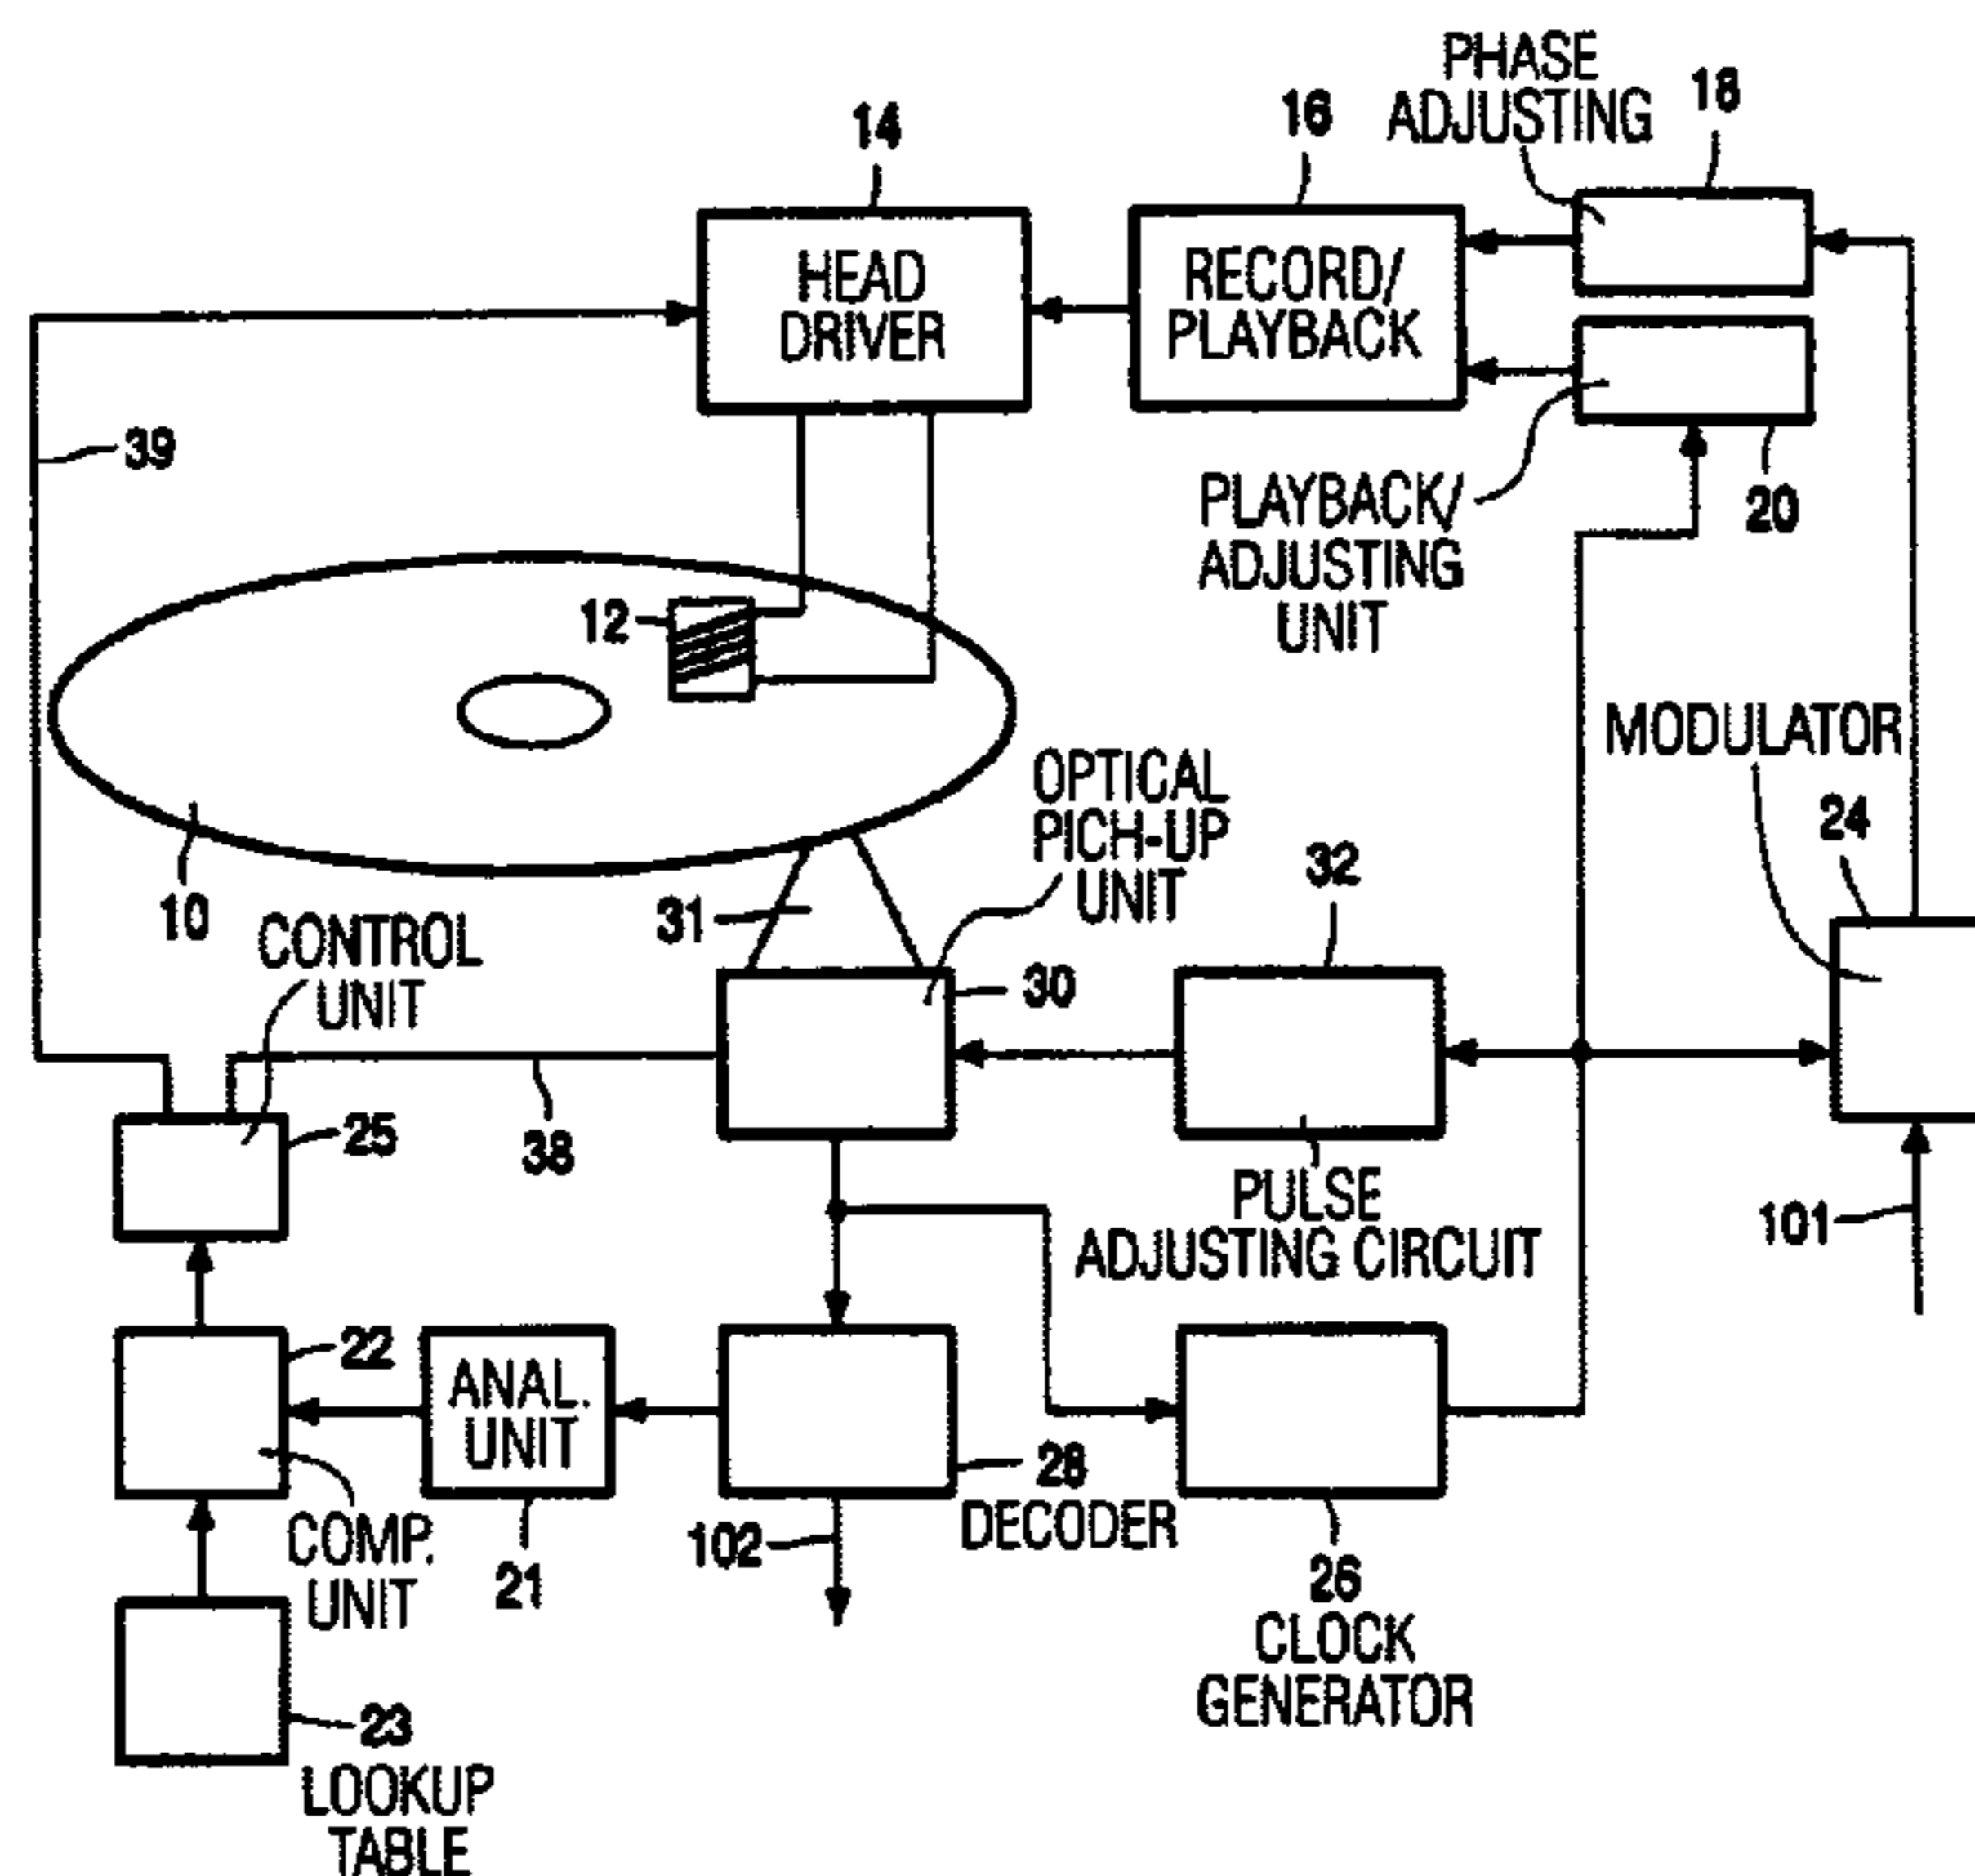 PHASE
ADJUSTING
18
14
16
HEAD
DRIVER
RECORD/
PLAYBACK
39
PLAYBACK/
ADJUSTING
UNIT
20
12
MODULATOR
24
OPTICAL
PICH-UP
UNIT
32
10
31
CONTROL
UNIT
30
25
38
PULSE
ADJUSTING CIRCUIT
101
22
ANAL.
UNIT
28
DECODER
COMP.
UNIT
21
102
26
CLOCK
GENERATOR
23
LOOKUP
TABLE